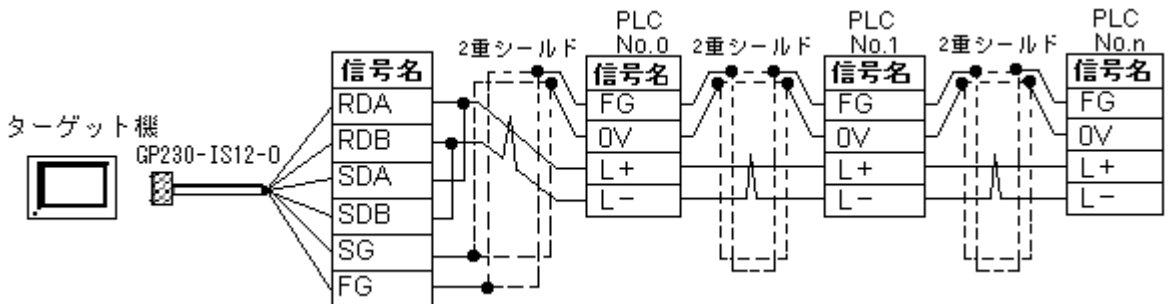 ターゲット機
GP230-IS12-O
信号名
RDA
RDB
SDA
SDB
SG
FG
2重シールド
PLC
No.0
信号名
FG
0V
L+
L-
2重シールド
PLC
No.1
信号名
FG
0V
L+
L-
2重シールド
PLC
No.n
信号名
FG
0V
L+
L-